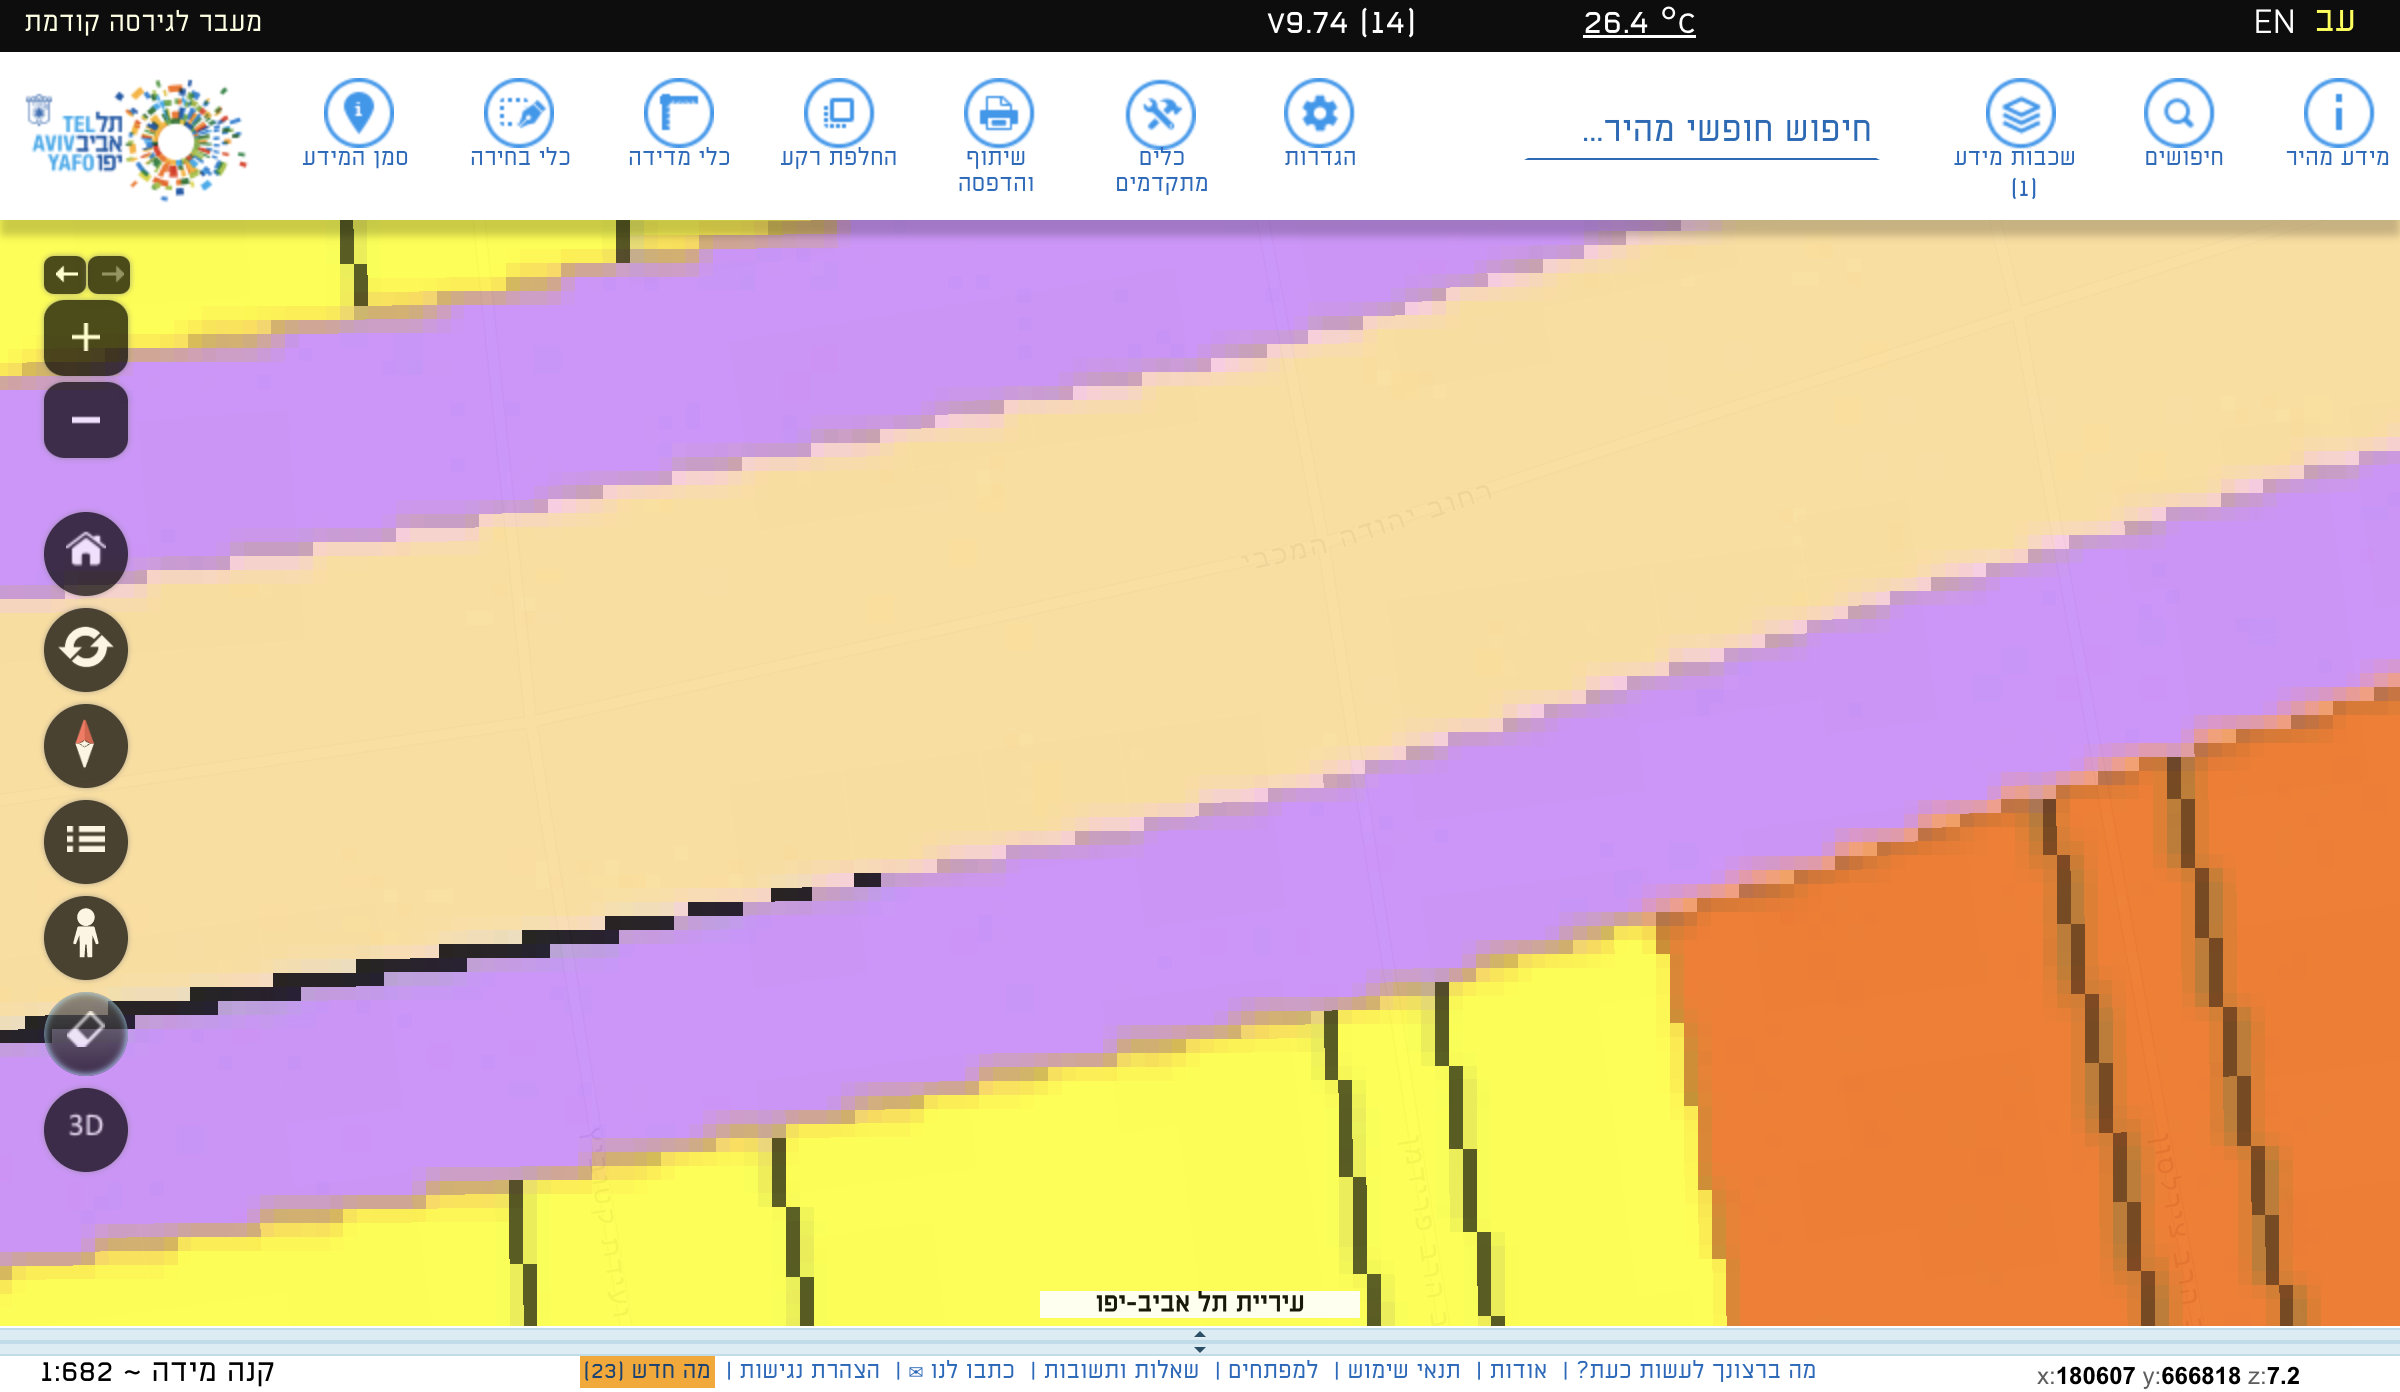 עב EN
26.4 °C
V9.74 (14)
מעבר לגירסה קודמת
מידע מהיר
חיפושים
שכבות מידע
(1)
חיפוש חופשי מהיר...
הגדרות
כלים
מתקדמים
שיתוף
והדפסה
החלפת רקע
כלי מדידה
כלי בחירה
סמן המידע
תל TEL
אביב AVIV
יפו YAFO
רחוב יהודה המכבי
3D
הרב פרידמן
עיריית תל אביב-יפו
מה ברצונך לעשות כעת? | אודות | תנאי שימוש | למפתחים | שאלות ותשובות | כתבו לנו ✉ | הצהרת נגישות | מה חדש (23)
קנה מידה ~ 1:682
x:180607 y:666818 z:7.2